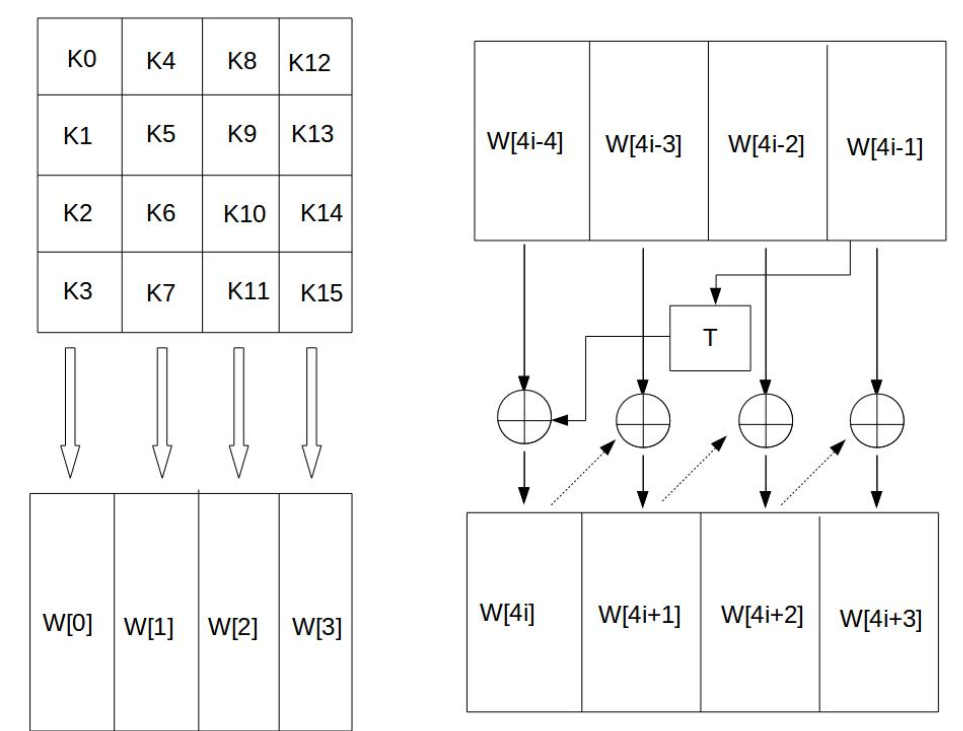 K0 K4 K8 K12
K1 K5 K9 K13
K2 K6 K10 K14
K3 K7 K11 K15
W[0] W[1] W[2] W[3]
W[4i-4] W[4i-3] W[4i-2] W[4i-1]
T
W[4i] W[4i+1] W[4i+2] W[4i+3]